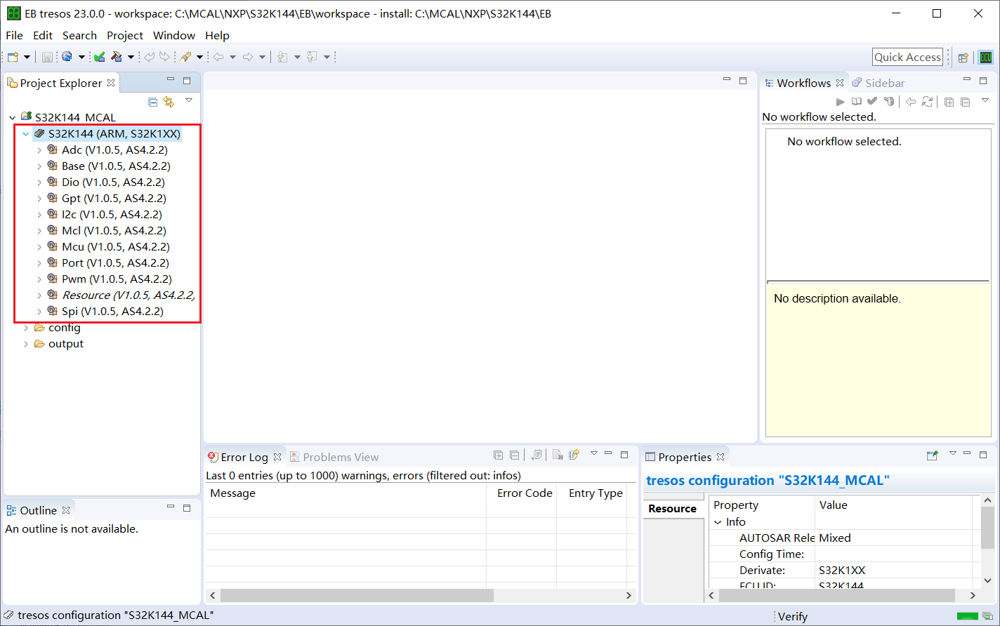 EB tresos 23.0.0 - workspace: C:\MCAL\NXP\S32K144\EB\workspace - install: C:\MCAL\NXP\S32K144\EB
File Edit Search Project Window Help
Quick Access
Project Explorer
S32K144_MCAL
S32K144 (ARM, S32K1XX)
Adc (V1.0.5, AS4.2.2)
Base (V1.0.5, AS4.2.2)
Dio (V1.0.5, AS4.2.2)
Gpt (V1.0.5, AS4.2.2)
I2c (V1.0.5, AS4.2.2)
Mcl (V1.0.5, AS4.2.2)
Mcu (V1.0.5, AS4.2.2)
Port (V1.0.5, AS4.2.2)
Pwm (V1.0.5, AS4.2.2)
Resource (V1.0.5, AS4.2.2)
Spi (V1.0.5, AS4.2.2)
config
output
Outline
An outline is not available.
Workflows Sidebar
No workflow selected.
No workflow selected.
No description available.
Error Log Problems View
Last 0 entries (up to 1000) warnings, errors (filtered out: infos)
Message Error Code Entry Type
Properties
tresos configuration "S32K144_MCAL"
Resource
Property Value
Info
AUTOSAR Rele Mixed
Config Time:
Derivate: S32K1XX
ECU ID: S32K144
tresos configuration "S32K144_MCAL"
Verify